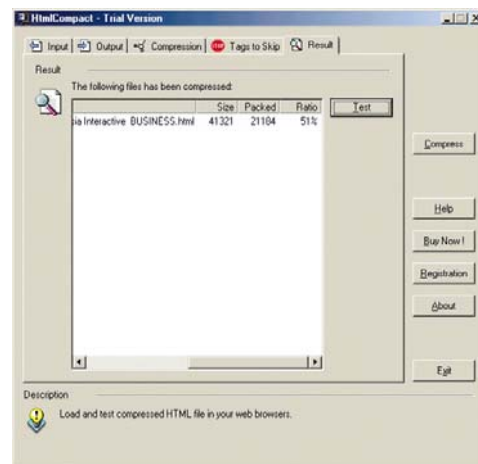 HtmlCompact - Trial Version
Input Output Compression Tags to Skip Result
Result
The following files has been compressed:
Size Packed Ratio
sia Interactive BUSINESS.html 41321 21184 51%
Test
Compress
Help
Buy Now !
Registration
About
Exit
Description
Load and test compressed HTML file in your web browsers.